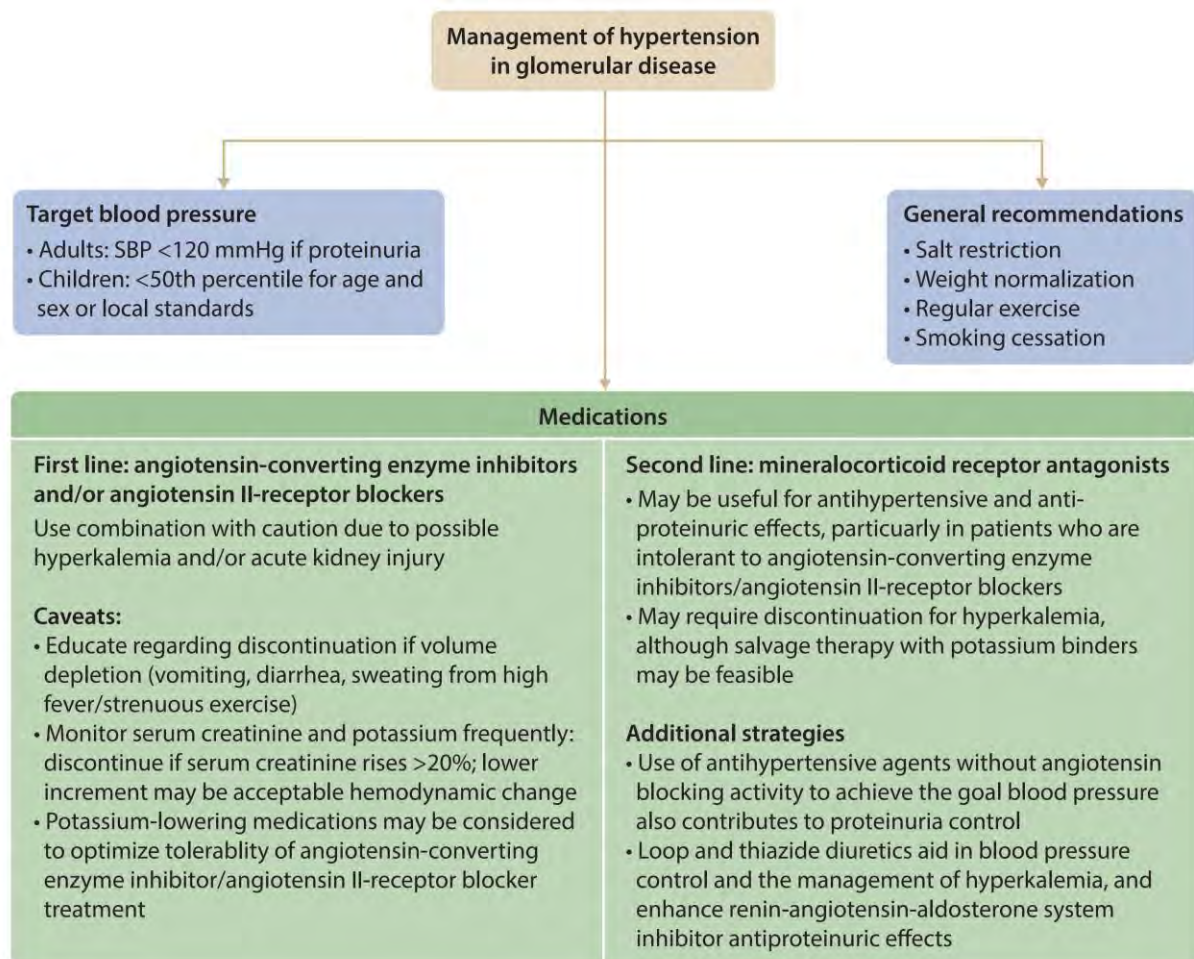 Management of hypertension
in glomerular disease
Target blood pressure
• Adults: SBP <120 mmHg if proteinuria
• Children: <50th percentile for age and
sex or local standards
General recommendations
• Salt restriction
• Weight normalization
• Regular exercise
• Smoking cessation
Medications
First line: angiotensin-converting enzyme inhibitors
and/or angiotensin II-receptor blockers
Use combination with caution due to possible
hyperkalemia and/or acute kidney injury
Caveats:
• Educate regarding discontinuation if volume
depletion (vomiting, diarrhea, sweating from high
fever/strenuous exercise)
• Monitor serum creatinine and potassium frequently:
discontinue if serum creatinine rises >20%; lower
increment may be acceptable hemodynamic change
• Potassium-lowering medications may be considered
to optimize tolerablity of angiotensin-converting
enzyme inhibitor/angiotensin II-receptor blocker
treatment
Second line: mineralocorticoid receptor antagonists
• May be useful for antihypertensive and anti-
proteinuric effects, particuarly in patients who are
intolerant to angiotensin-converting enzyme
inhibitors/angiotensin II-receptor blockers
• May require discontinuation for hyperkalemia,
although salvage therapy with potassium binders
may be feasible
Additional strategies
• Use of antihypertensive agents without angiotensin
blocking activity to achieve the goal blood pressure
also contributes to proteinuria control
• Loop and thiazide diuretics aid in blood pressure
control and the management of hyperkalemia, and
enhance renin-angiotensin-aldosterone system
inhibitor antiproteinuric effects